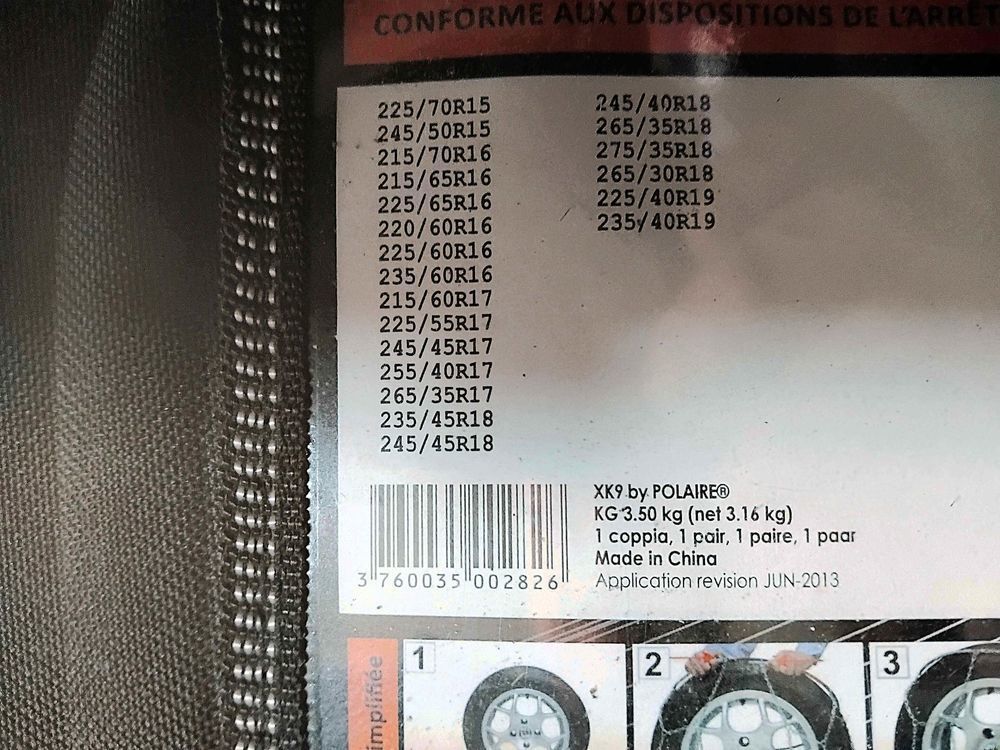 CONFORME AUX DISPOSITIONS DE L'ARRÊT
225/70R15
245/50R15
215/70R16
215/65R16
225/65R16
220/60R16
225/60R16
235/60R16
215/60R17
225/55R17
245/45R17
255/40R17
265/35R17
235/45R18
245/45R18
245/40R18
265/35R18
275/35R18
265/30R18
225/40R19
235/40R19
3 760035 002826
XK9 by POLAIRE®
KG 3.50 kg (net 3.16 kg)
1 coppia, 1 pair, 1 paire, 1 paar
Made in China
Application revision JUN-2013
implifiée
1
2
3